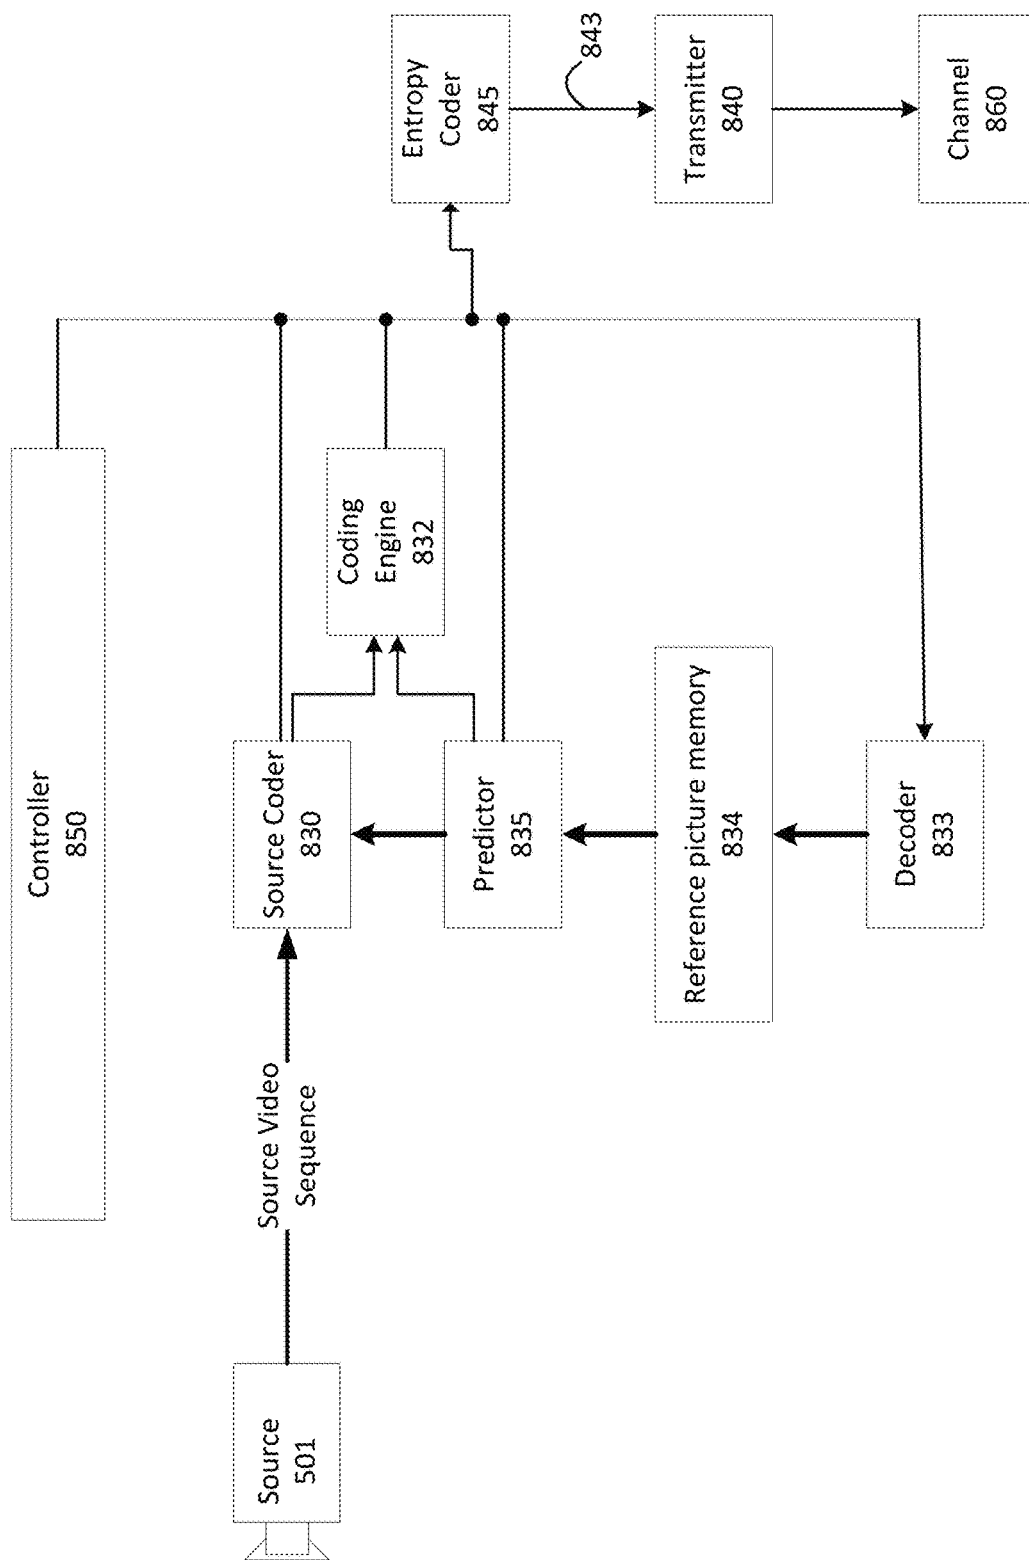 Controller
850
Source
501
Source Video
Sequence
Source Coder
830
Coding
Engine
832
Predictor
835
Reference picture memory
834
Decoder
833
Entropy
Coder
845
843
Transmitter
840
Channel
860